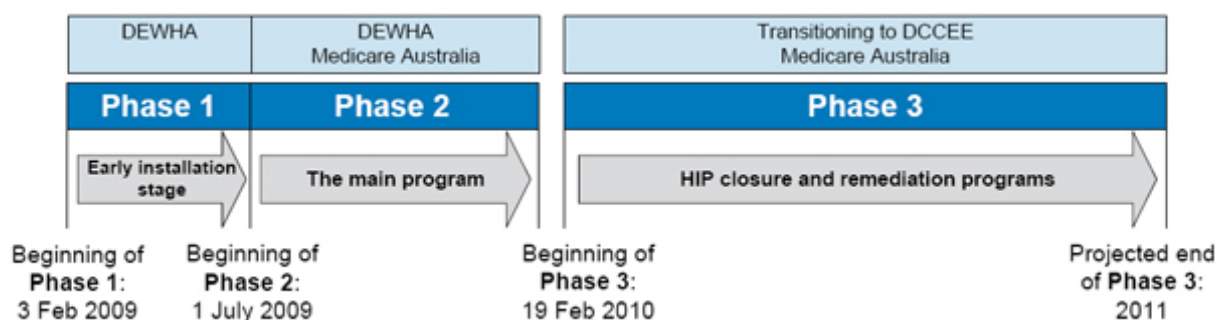 DEWHA
DEWHA
Medicare Australia
Transitioning to DCCEE
Medicare Australia
Phase 1
Phase 2
Phase 3
Early installation
stage
The main program
HIP closure and remediation programs
Beginning of
Phase 1:
3 Feb 2009
Beginning of
Phase 2:
1 July 2009
Beginning of
Phase 3:
19 Feb 2010
Projected end
of Phase 3:
2011